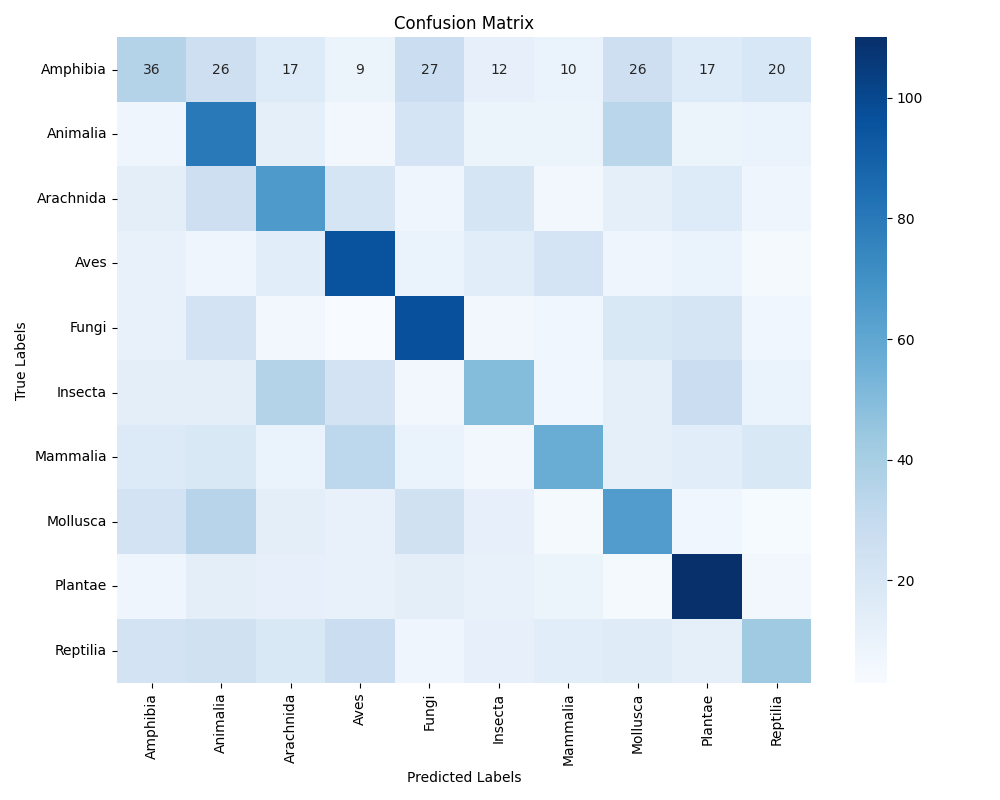 Confusion Matrix
Amphibia 36 26 17 9 27 12 10 26 17 20
Animalia
Arachnida
Aves
Fungi
Insecta
Mammalia
Mollusca
Plantae
Reptilia
True Labels
Amphibia Animalia Arachnida Aves Fungi Insecta Mammalia Mollusca Plantae Reptilia
Predicted Labels
100
80
60
40
20